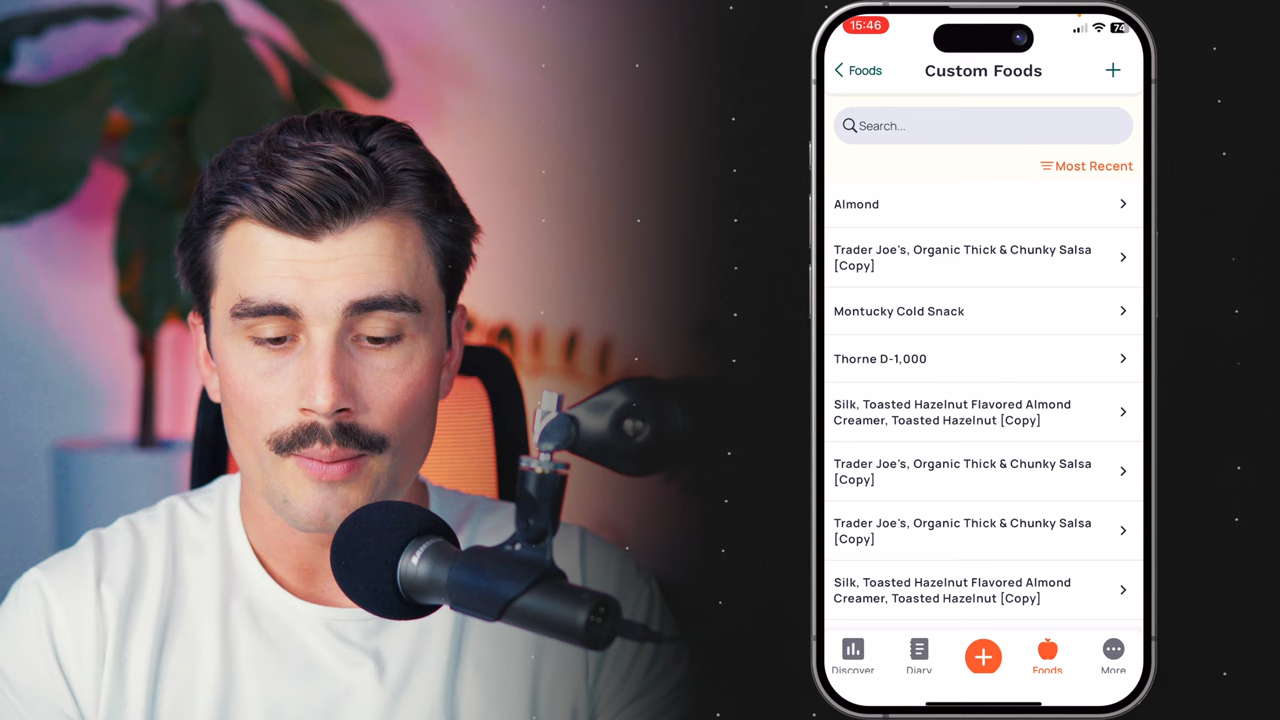 15:46
74
Foods
Custom Foods
Search...
Most Recent
Almond
Trader Joe's, Organic Thick & Chunky Salsa
[Copy]
Montucky Cold Snack
Thorne D-1,000
Silk, Toasted Hazelnut Flavored Almond
Creamer, Toasted Hazelnut [Copy]
Trader Joe's, Organic Thick & Chunky Salsa
[Copy]
Trader Joe's, Organic Thick & Chunky Salsa
[Copy]
Silk, Toasted Hazelnut Flavored Almond
Creamer, Toasted Hazelnut [Copy]
Discover
Diary
Foods
More